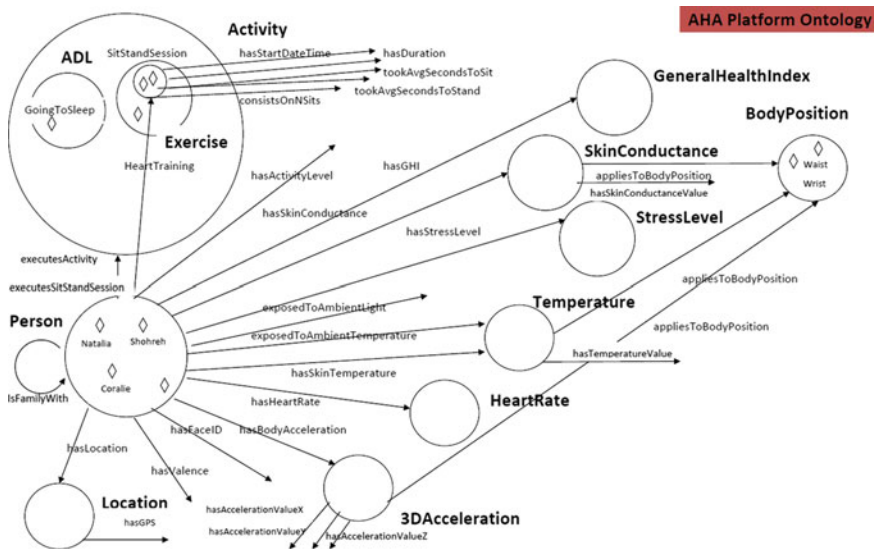 AHA Platform Ontology
Activity
ADL
SitStandSession
hasStartDateTime
hasDuration
tookAvgSecondsToSit
tookAvgSecondsToStand
consistsOnNSits
GoingToSleep
Exercise
HeartTraining
GeneralHealthIndex
BodyPosition
hasGHI
hasActivityLevel
SkinConductance
Waist
Wrist
appliesToBodyPosition
hasSkinConductanceValue
hasSkinConductance
StressLevel
hasStressLevel
executesActivity
executesSitStandSession
appliesToBodyPosition
Person
Natalia
Shohreh
Coralie
exposedToAmbientLight
Temperature
exposedToAmbientTemperature
appliesToBodyPosition
hasTemperatureValue
hasSkinTemperature
IsFamilyWith
hasHeartRate
HeartRate
hasFaceID
hasBodyAcceleration
hasLocation
hasValence
Location
hasGPS
hasAccelerationValueX
hasAccelerationValueY
hasAccelerationValueZ
3DAcceleration